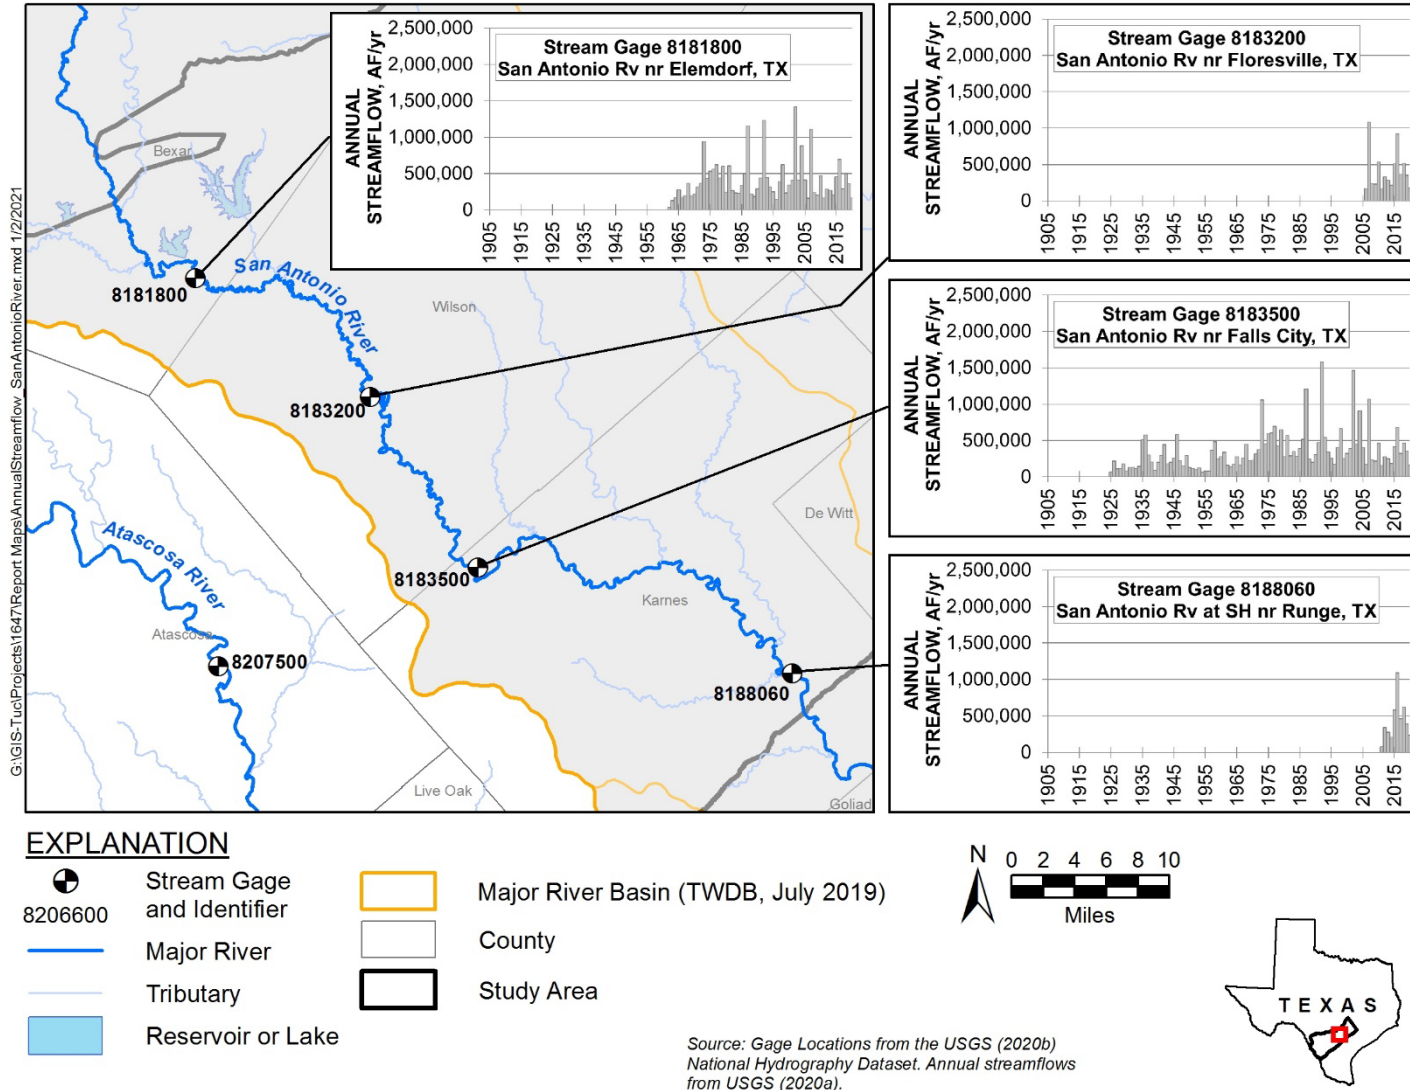 G:\GIS-Tuc\Projects\1647\Report Maps\AnnualStreamflow_SanAntonioRiver.mxd 11/2/2021
Bexar
Wilson
De Witt
Karnes
Atascosa
Live Oak
Goliad
San Antonio River
Atascosa River
8181800
8183200
8183500
8188060
8207500
Stream Gage 8181800
San Antonio Rv nr Elemdorf, TX
ANNUAL
STREAMFLOW, AF/yr
2,500,000
2,000,000
1,500,000
1,000,000
500,000
0
1905 1915 1925 1935 1945 1955 1965 1975 1985 1995 2005 2015
Stream Gage 8183200
San Antonio Rv nr Floresville, TX
ANNUAL
STREAMFLOW, AF/yr
2,500,000
2,000,000
1,500,000
1,000,000
500,000
0
1905 1915 1925 1935 1945 1955 1965 1975 1985 1995 2005 2015
Stream Gage 8183500
San Antonio Rv nr Falls City, TX
ANNUAL
STREAMFLOW, AF/yr
2,500,000
2,000,000
1,500,000
1,000,000
500,000
0
1905 1915 1925 1935 1945 1955 1965 1975 1985 1995 2005 2015
Stream Gage 8188060
San Antonio Rv at SH nr Runge, TX
ANNUAL
STREAMFLOW, AF/yr
2,500,000
2,000,000
1,500,000
1,000,000
500,000
0
1905 1915 1925 1935 1945 1955 1965 1975 1985 1995 2005 2015
EXPLANATION
Stream Gage
and Identifier
8206600
Major River
Tributary
Reservoir or Lake
Major River Basin (TWDB, July 2019)
County
Study Area
N
0 2 4 6 8 10
Miles
TEXAS
Source: Gage Locations from the USGS (2020b)
National Hydrography Dataset. Annual streamflows
from USGS (2020a).